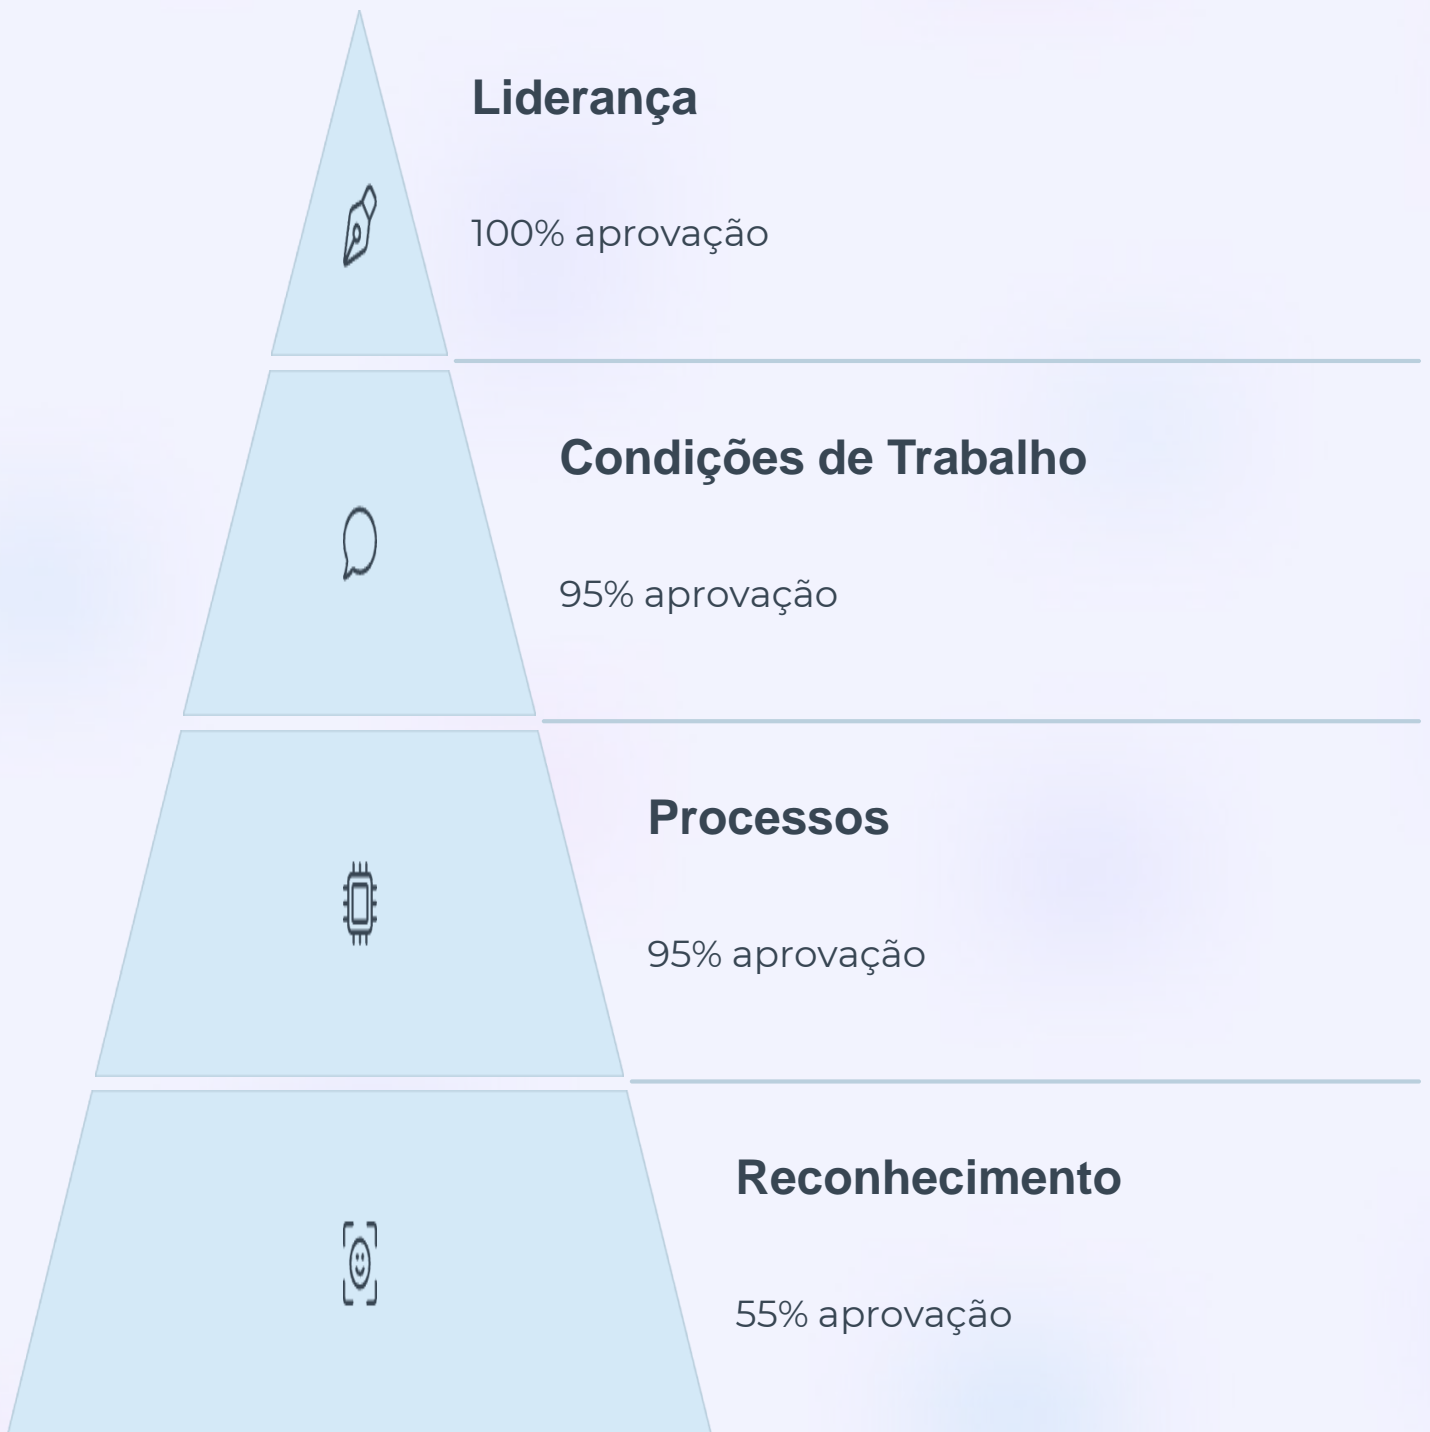 Liderança
100% aprovação
Condições de Trabalho
95% aprovação
Processos
95% aprovação
Reconhecimento
55% aprovação